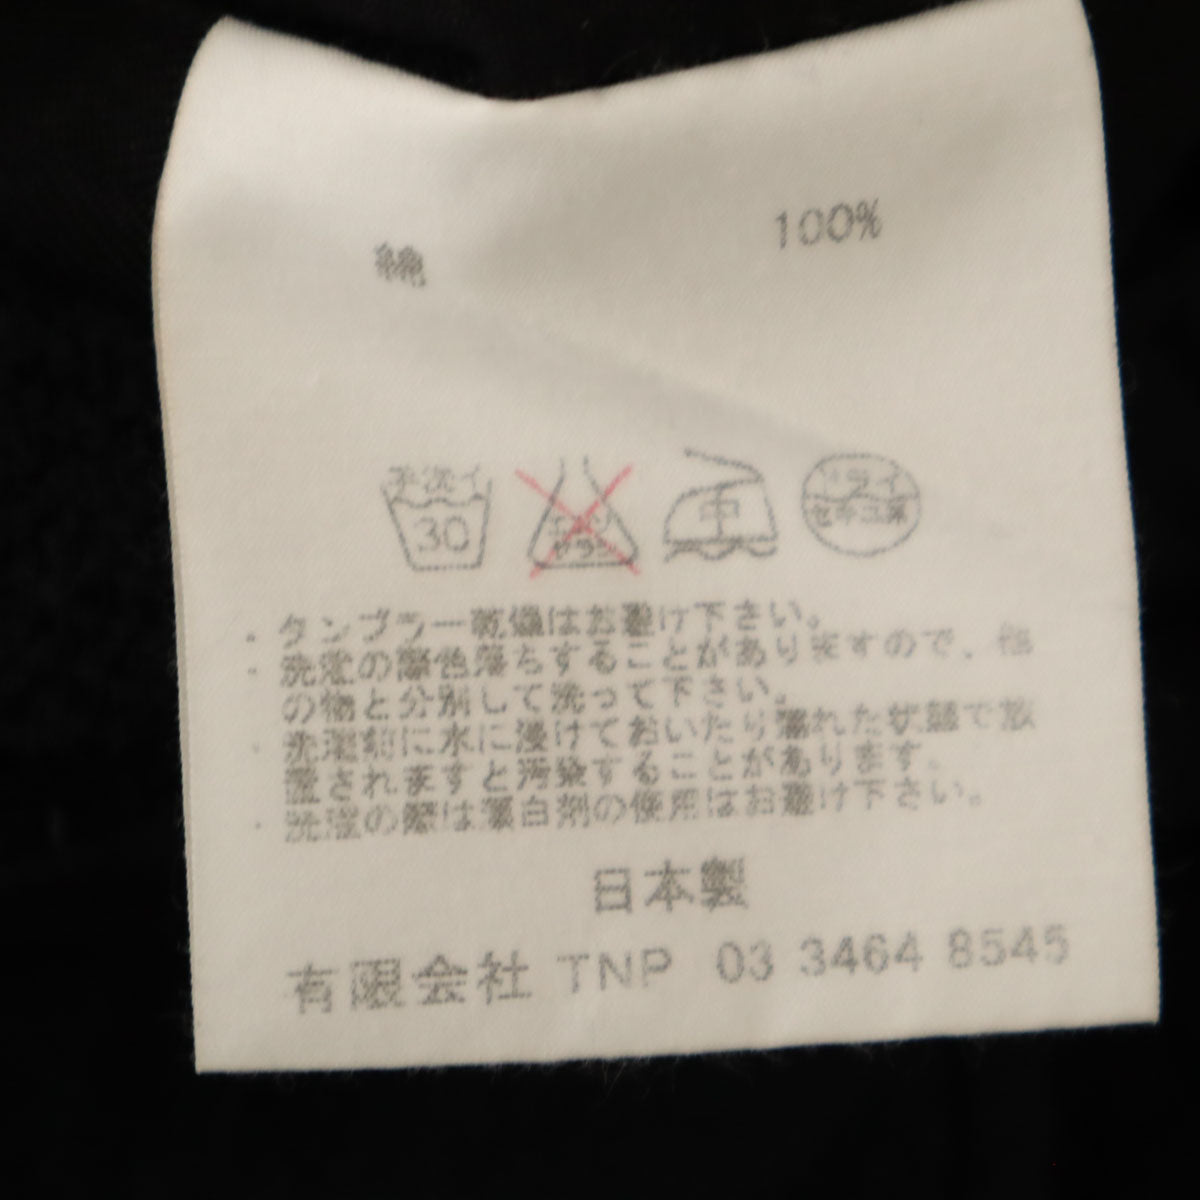 綿 100%
手洗イ 30
エンソ サラシ
中
ドライ セキユ系
・タンブラー乾燥はお避け下さい。
・洗濯の際色落ちすることがありますので、他
の物と分別して洗って下さい。
・洗濯前に水に浸けておいたり濡れた状態で放
置されますと汚染することがあります。
・洗濯の際は漂白剤の使用はお避け下さい。
日本製
有限会社 TNP 03 3464 8545